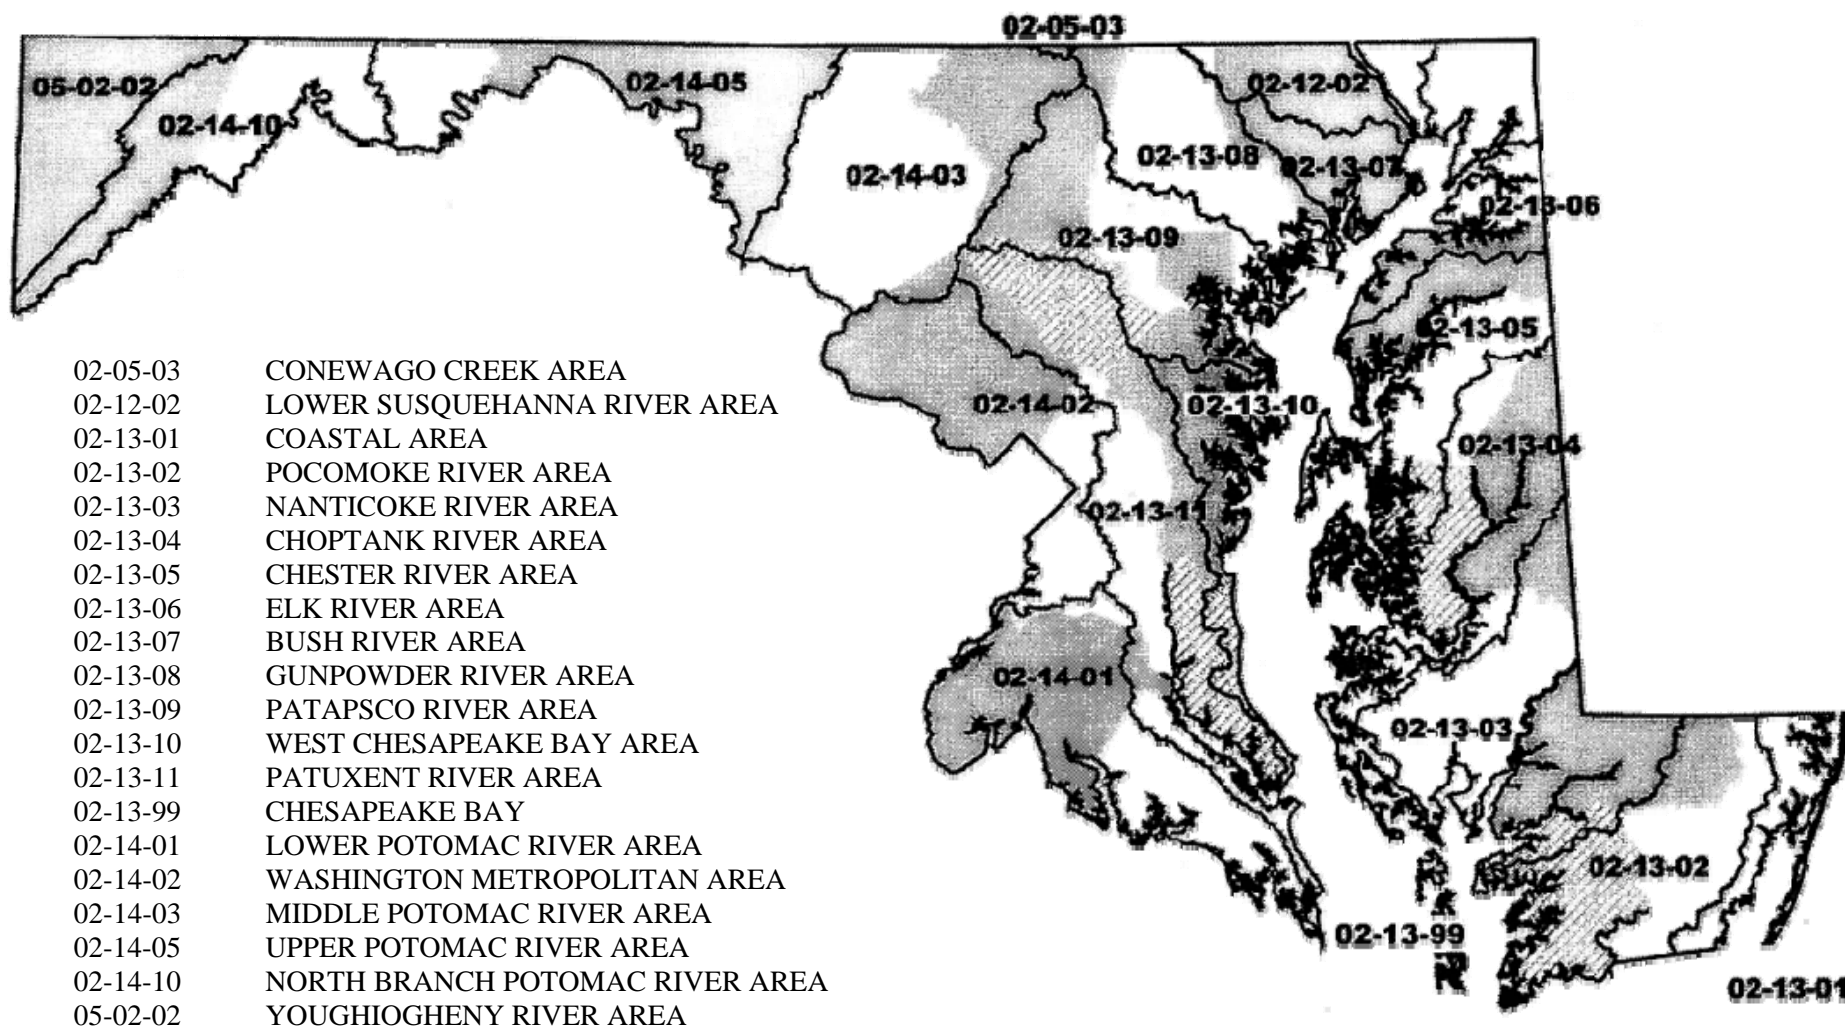 02-05-03
05-02-02
02-14-05
02-12-02
02-14-10
02-13-08
02-13-07
02-14-03
02-13-06
02-13-09
02-13-05
02-14-02
02-13-10
02-13-04
02-13-11
02-14-01
02-13-03
02-13-02
02-13-99
02-13-01
02-05-03 CONEWAGO CREEK AREA
02-12-02 LOWER SUSQUEHANNA RIVER AREA
02-13-01 COASTAL AREA
02-13-02 POCOMOKE RIVER AREA
02-13-03 NANTICOKE RIVER AREA
02-13-04 CHOPTANK RIVER AREA
02-13-05 CHESTER RIVER AREA
02-13-06 ELK RIVER AREA
02-13-07 BUSH RIVER AREA
02-13-08 GUNPOWDER RIVER AREA
02-13-09 PATAPSCO RIVER AREA
02-13-10 WEST CHESAPEAKE BAY AREA
02-13-11 PATUXENT RIVER AREA
02-13-99 CHESAPEAKE BAY
02-14-01 LOWER POTOMAC RIVER AREA
02-14-02 WASHINGTON METROPOLITAN AREA
02-14-03 MIDDLE POTOMAC RIVER AREA
02-14-05 UPPER POTOMAC RIVER AREA
02-14-10 NORTH BRANCH POTOMAC RIVER AREA
05-02-02 YOUGHIOGHENY RIVER AREA